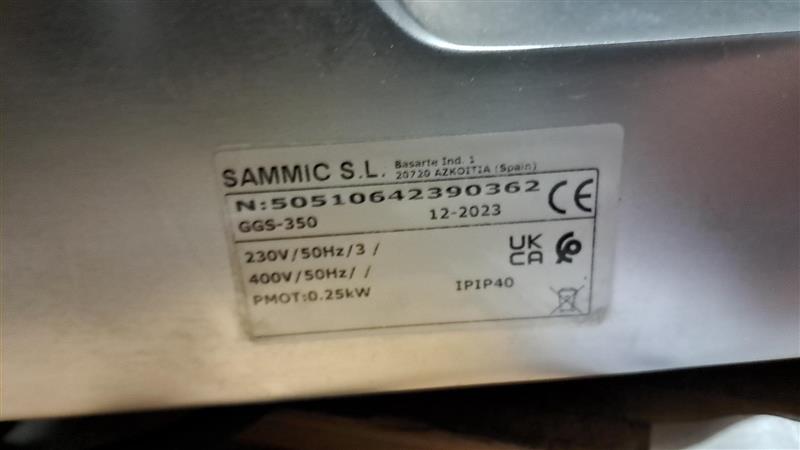 SAMMIC S.L. Basarte Ind. 1
20720 AZKOITIA (Spain)
N:50510642390362
GGS-350 12-2023
CE
230V/50Hz/3 /
400V/50Hz/ /
PMOT:0.25kW
UK
CA
IPIP40